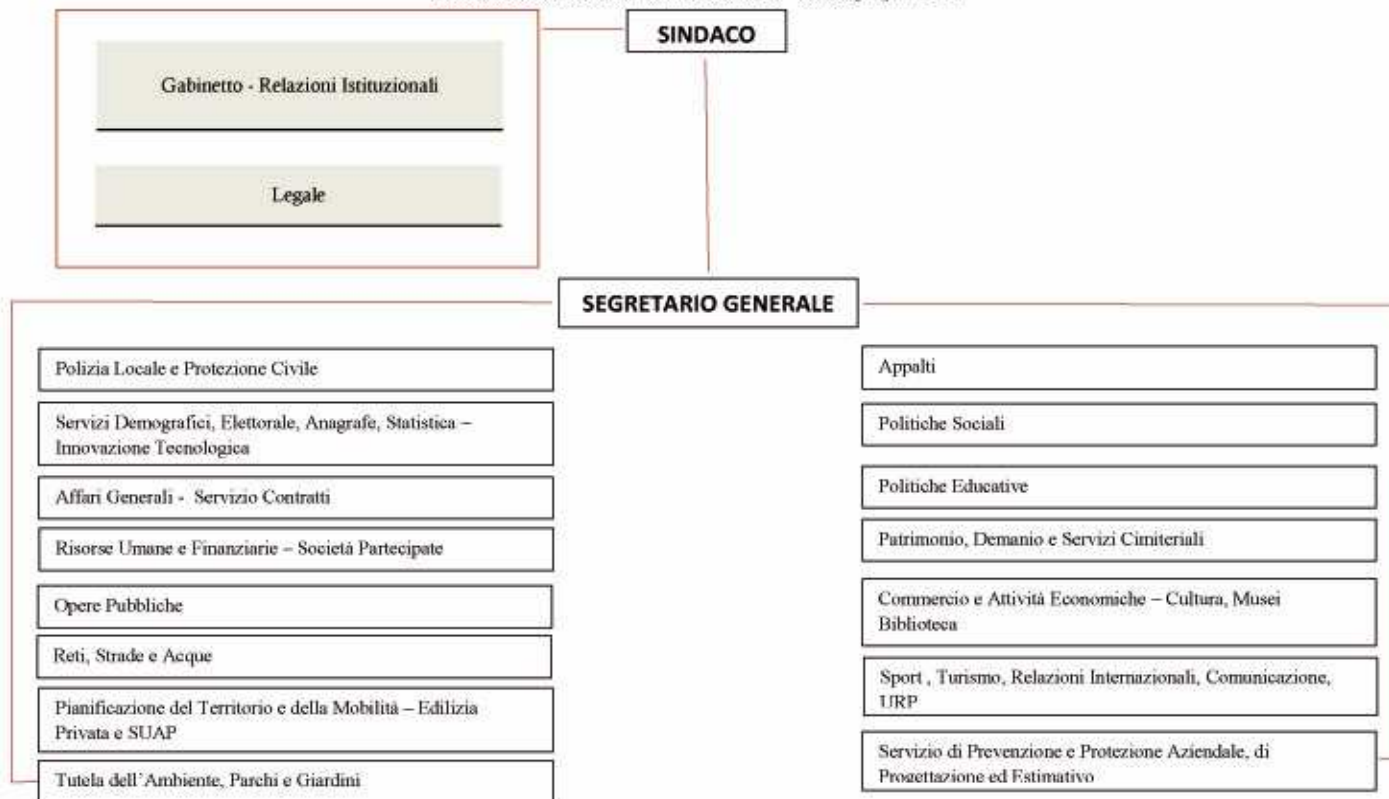 SINDACO
Gabinetto - Relazioni Istituzionali
Legale
SEGRETARIO GENERALE
Polizia Locale e Protezione Civile
Servizi Demografici, Elettorale, Anagrafe, Statistica –
Innovazione Tecnologica
Affari Generali - Servizio Contratti
Risorse Umane e Finanziarie – Società Partecipate
Opere Pubbliche
Reti, Strade e Acque
Pianificazione del Territorio e della Mobilità – Edilizia
Privata e SUAP
Tutela dell'Ambiente, Parchi e Giardini
Appalti
Politiche Sociali
Politiche Educative
Patrimonio, Demanio e Servizi Cimiteriali
Commercio e Attività Economiche – Cultura, Musei
Biblioteca
Sport , Turismo, Relazioni Internazionali, Comunicazione,
URP
Servizio di Prevenzione e Protezione Aziendale, di
Progettazione ed Estimativo